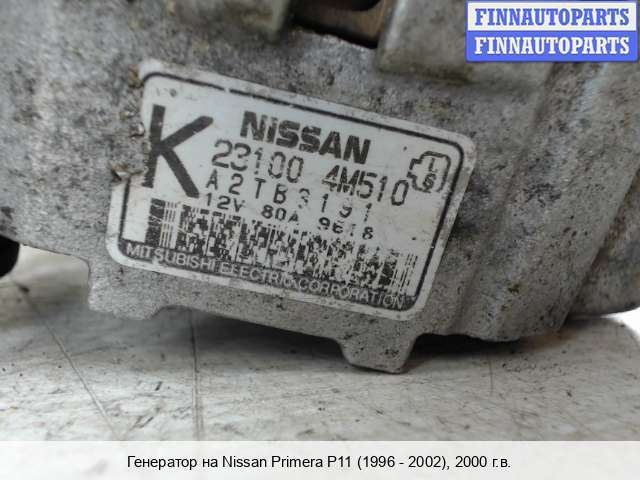 FINNAUTOPARTS
FINNAUTOPARTS
K
NISSAN
23100 4M510
A2TB3191
12V 80A 9618
MITSUBISHI ELECTRIC CORPORATION
Генератор на Nissan Primera P11 (1996 - 2002), 2000 г.в.